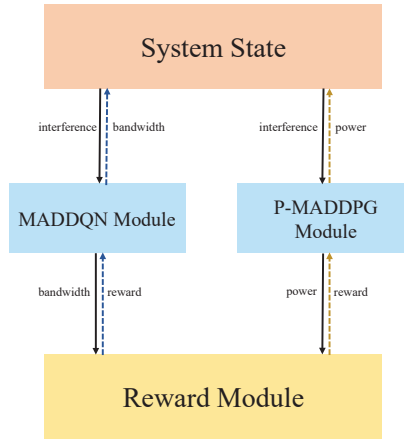 System State
interference
bandwidth
interference
power
MADDQN Module
P-MADDPG
Module
bandwidth
reward
power
reward
Reward Module